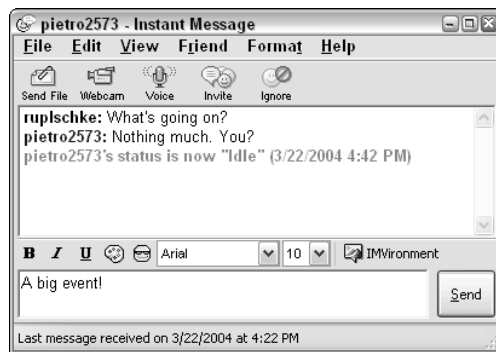 pietro2573 - Instant Message
File Edit View Friend Format Help
Send File Webcam Voice Invite Ignore
ruplschke: What's going on?
pietro2573: Nothing much. You?
pietro2573's status is now "Idle" (3/22/2004 4:42 PM)
B I U Arial 10 IMVironment
A big event!
Send
Last message received on 3/22/2004 at 4:22 PM